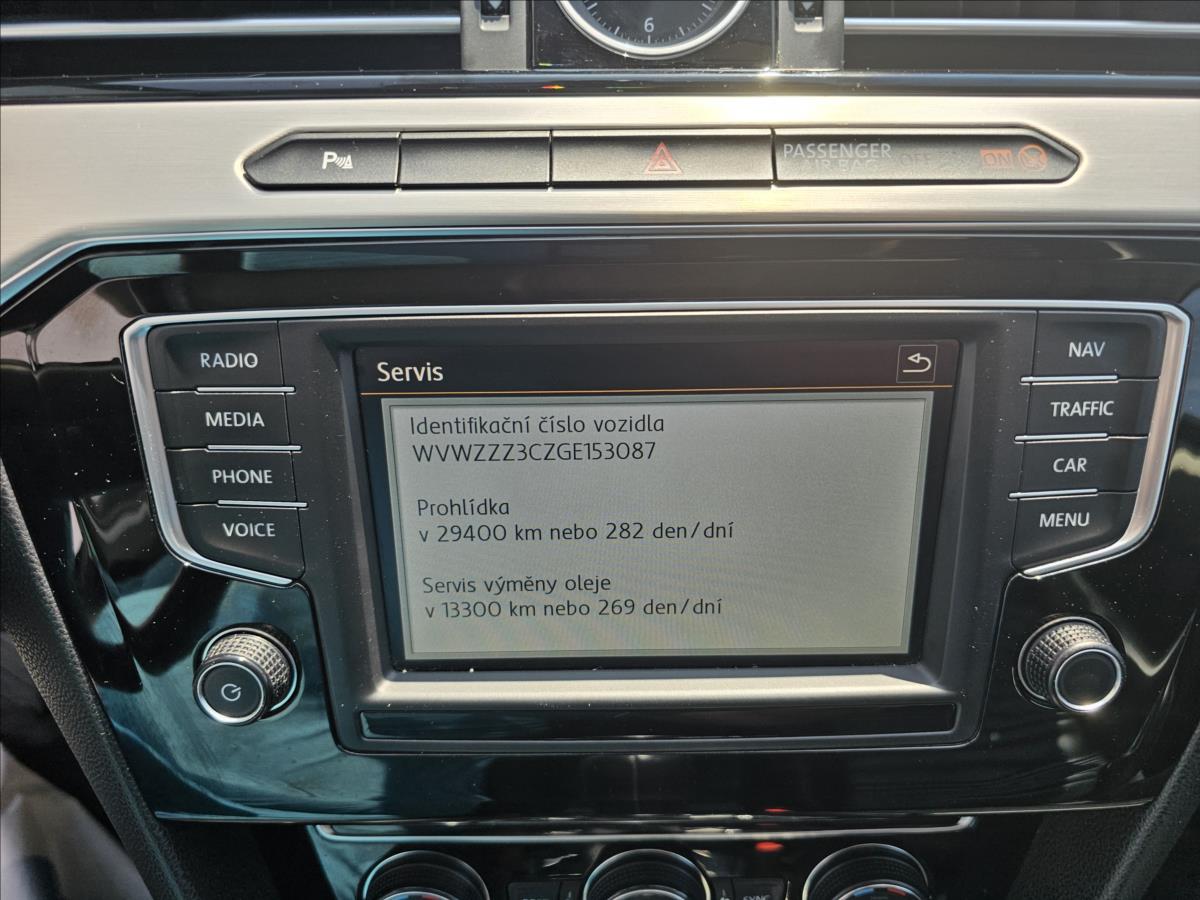 6
P
PASSENGER
AIR BAG OFF ON
RADIO
MEDIA
PHONE
VOICE
Servis
Identifikační číslo vozidla
WVWZZZ3CZGE153087
Prohlídka
v 29400 km nebo 282 den/dní
Servis výměny oleje
v 13300 km nebo 269 den/dní
NAV
TRAFFIC
CAR
MENU